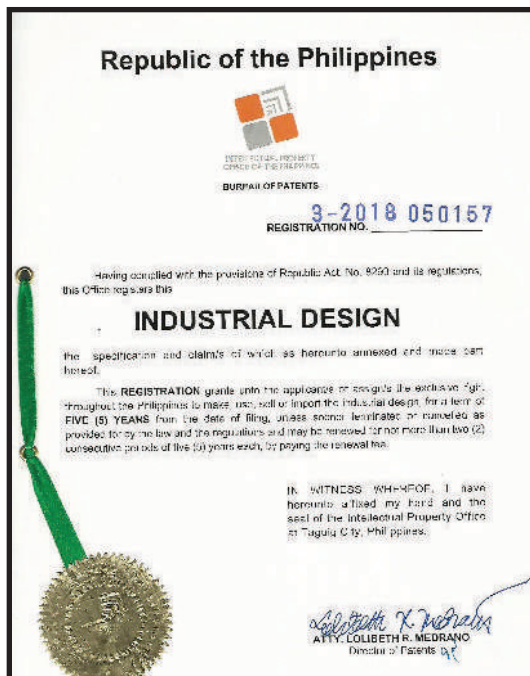 Republic of the Philippines
INTELLECTUAL PROPERTY
OFFICE OF THE PHILIPPINES
BUREAU OF PATENTS
3-2018 050157
REGISTRATION NO.
Having complied with the provisions of Republic Act. No. 8293 and its regulations,
this Office registers this
INDUSTRIAL DESIGN
the specification and claim/s of which as hereunto annexed and made part
hereof.
This REGISTRATION grants unto the applicant/s or assign/s the exclusive right
throughout the Philippines to make, use, sell or import the industrial design, for a term of
FIVE (5) YEARS from the date of filing, unless sooner terminated or cancelled as
provided for by the law and the regulations and may be renewed for not more than two (2)
consecutive periods of five (5) years each, by paying the renewal fee.
IN WITNESS WHEREOF, I have
hereunto affixed my hand and the
seal of the Intellectual Property Office
at Taguig City, Philippines.
ATTY. LOLIBETH R. MEDRANO
Director of Patents